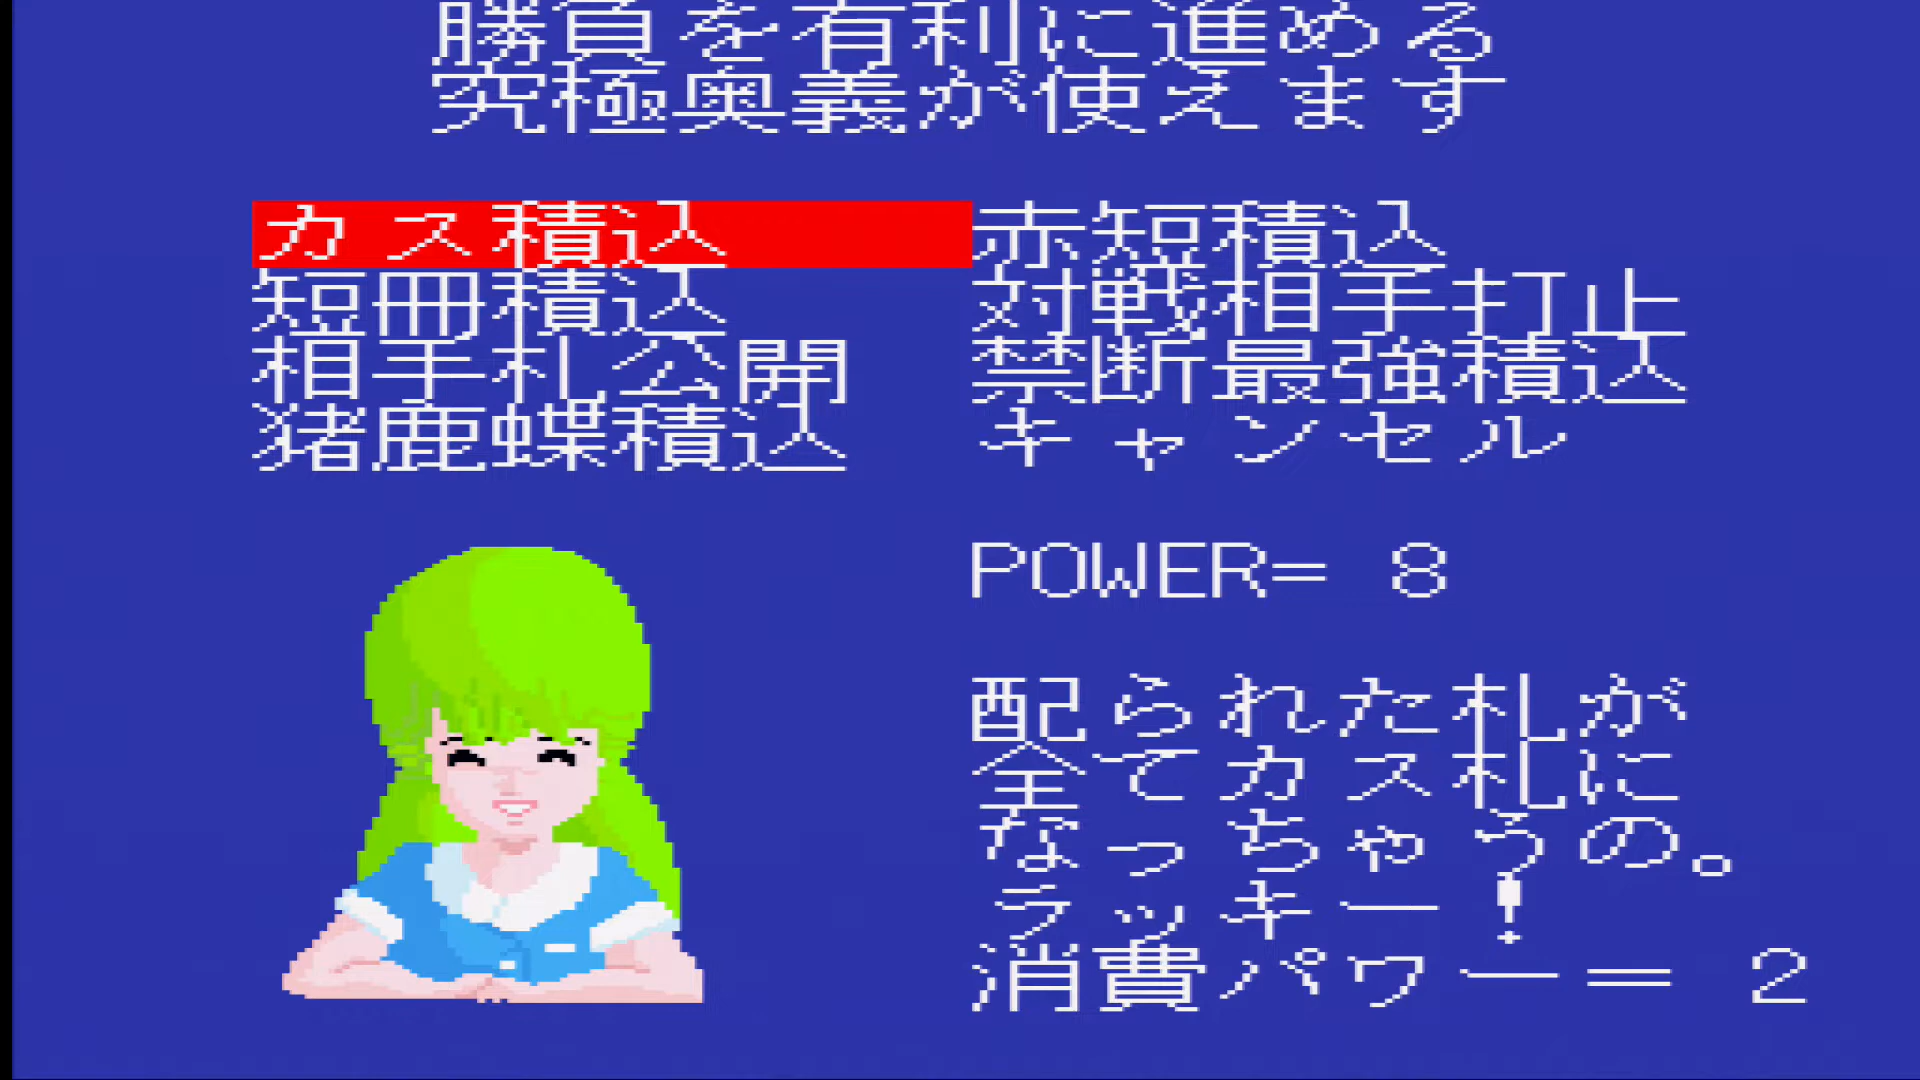 勝負を有利に進める
究極奥義が使えます
カス積込
赤短積込
短冊積込
対戦相手打止
相手札公開
禁断最強積込
猪鹿蝶積込
キャンセル
POWER= 8
配られた札が
全てカス札に
なっちゃうの。
ラッキー!
消費パワー= 2